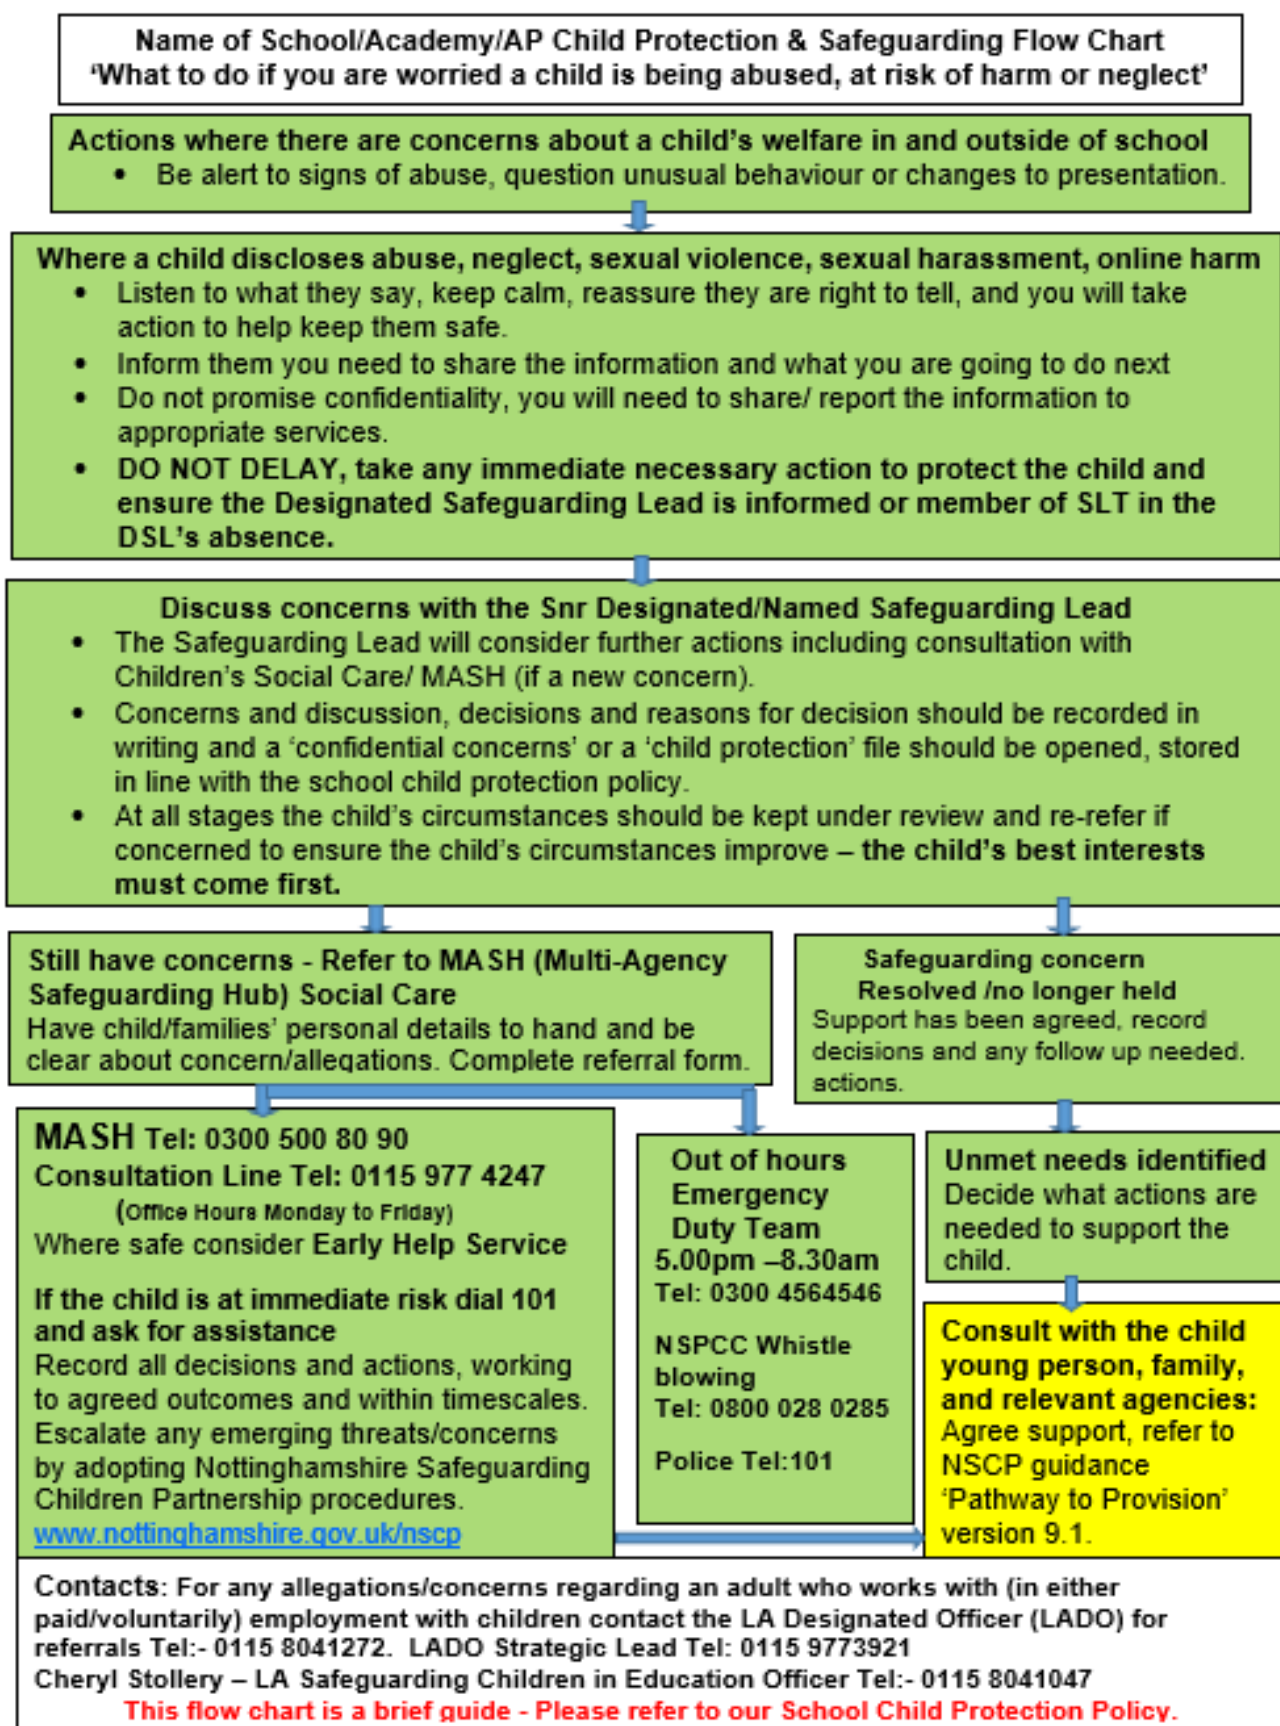 Name of School/Academy/AP Child Protection & Safeguarding Flow Chart
‘What to do if you are worried a child is being abused, at risk of harm or neglect’
Actions where there are concerns about a child’s welfare in and outside of school
• Be alert to signs of abuse, question unusual behaviour or changes to presentation.
Where a child discloses abuse, neglect, sexual violence, sexual harassment, online harm
• Listen to what they say, keep calm, reassure they are right to tell, and you will take
action to help keep them safe.
• Inform them you need to share the information and what you are going to do next
• Do not promise confidentiality, you will need to share/ report the information to
appropriate services.
• DO NOT DELAY, take any immediate necessary action to protect the child and
ensure the Designated Safeguarding Lead is informed or member of SLT in the
DSL’s absence.
Discuss concerns with the Snr Designated/Named Safeguarding Lead
• The Safeguarding Lead will consider further actions including consultation with
Children’s Social Care/ MASH (if a new concern).
• Concerns and discussion, decisions and reasons for decision should be recorded in
writing and a ‘confidential concerns’ or a ‘child protection’ file should be opened, stored
in line with the school child protection policy.
• At all stages the child’s circumstances should be kept under review and re-refer if
concerned to ensure the child’s circumstances improve – the child’s best interests
must come first.
Still have concerns - Refer to MASH (Multi-Agency
Safeguarding Hub) Social Care
Have child/families’ personal details to hand and be
clear about concern/allegations. Complete referral form.
Safeguarding concern
Resolved /no longer held
Support has been agreed, record
decisions and any follow up needed.
actions.
MASH Tel: 0300 500 80 90
Consultation Line Tel: 0115 977 4247
(Office Hours Monday to Friday)
Where safe consider Early Help Service
If the child is at immediate risk dial 101
and ask for assistance
Record all decisions and actions, working
to agreed outcomes and within timescales.
Escalate any emerging threats/concerns
by adopting Nottinghamshire Safeguarding
Children Partnership procedures.
www.nottinghamshire.gov.uk/nscp
Out of hours
Emergency
Duty Team
5.00pm –8.30am
Tel: 0300 4564546
NSPCC Whistle
blowing
Tel: 0800 028 0285
Police Tel:101
Unmet needs identified
Decide what actions are
needed to support the
child.
Consult with the child
young person, family,
and relevant agencies:
Agree support, refer to
NSCP guidance
‘Pathway to Provision’
version 9.1.
Contacts: For any allegations/concerns regarding an adult who works with (in either
paid/voluntarily) employment with children contact the LA Designated Officer (LADO) for
referrals Tel:- 0115 8041272. LADO Strategic Lead Tel: 0115 9773921
Cheryl Stollery – LA Safeguarding Children in Education Officer Tel:- 0115 8041047
This flow chart is a brief guide - Please refer to our School Child Protection Policy.